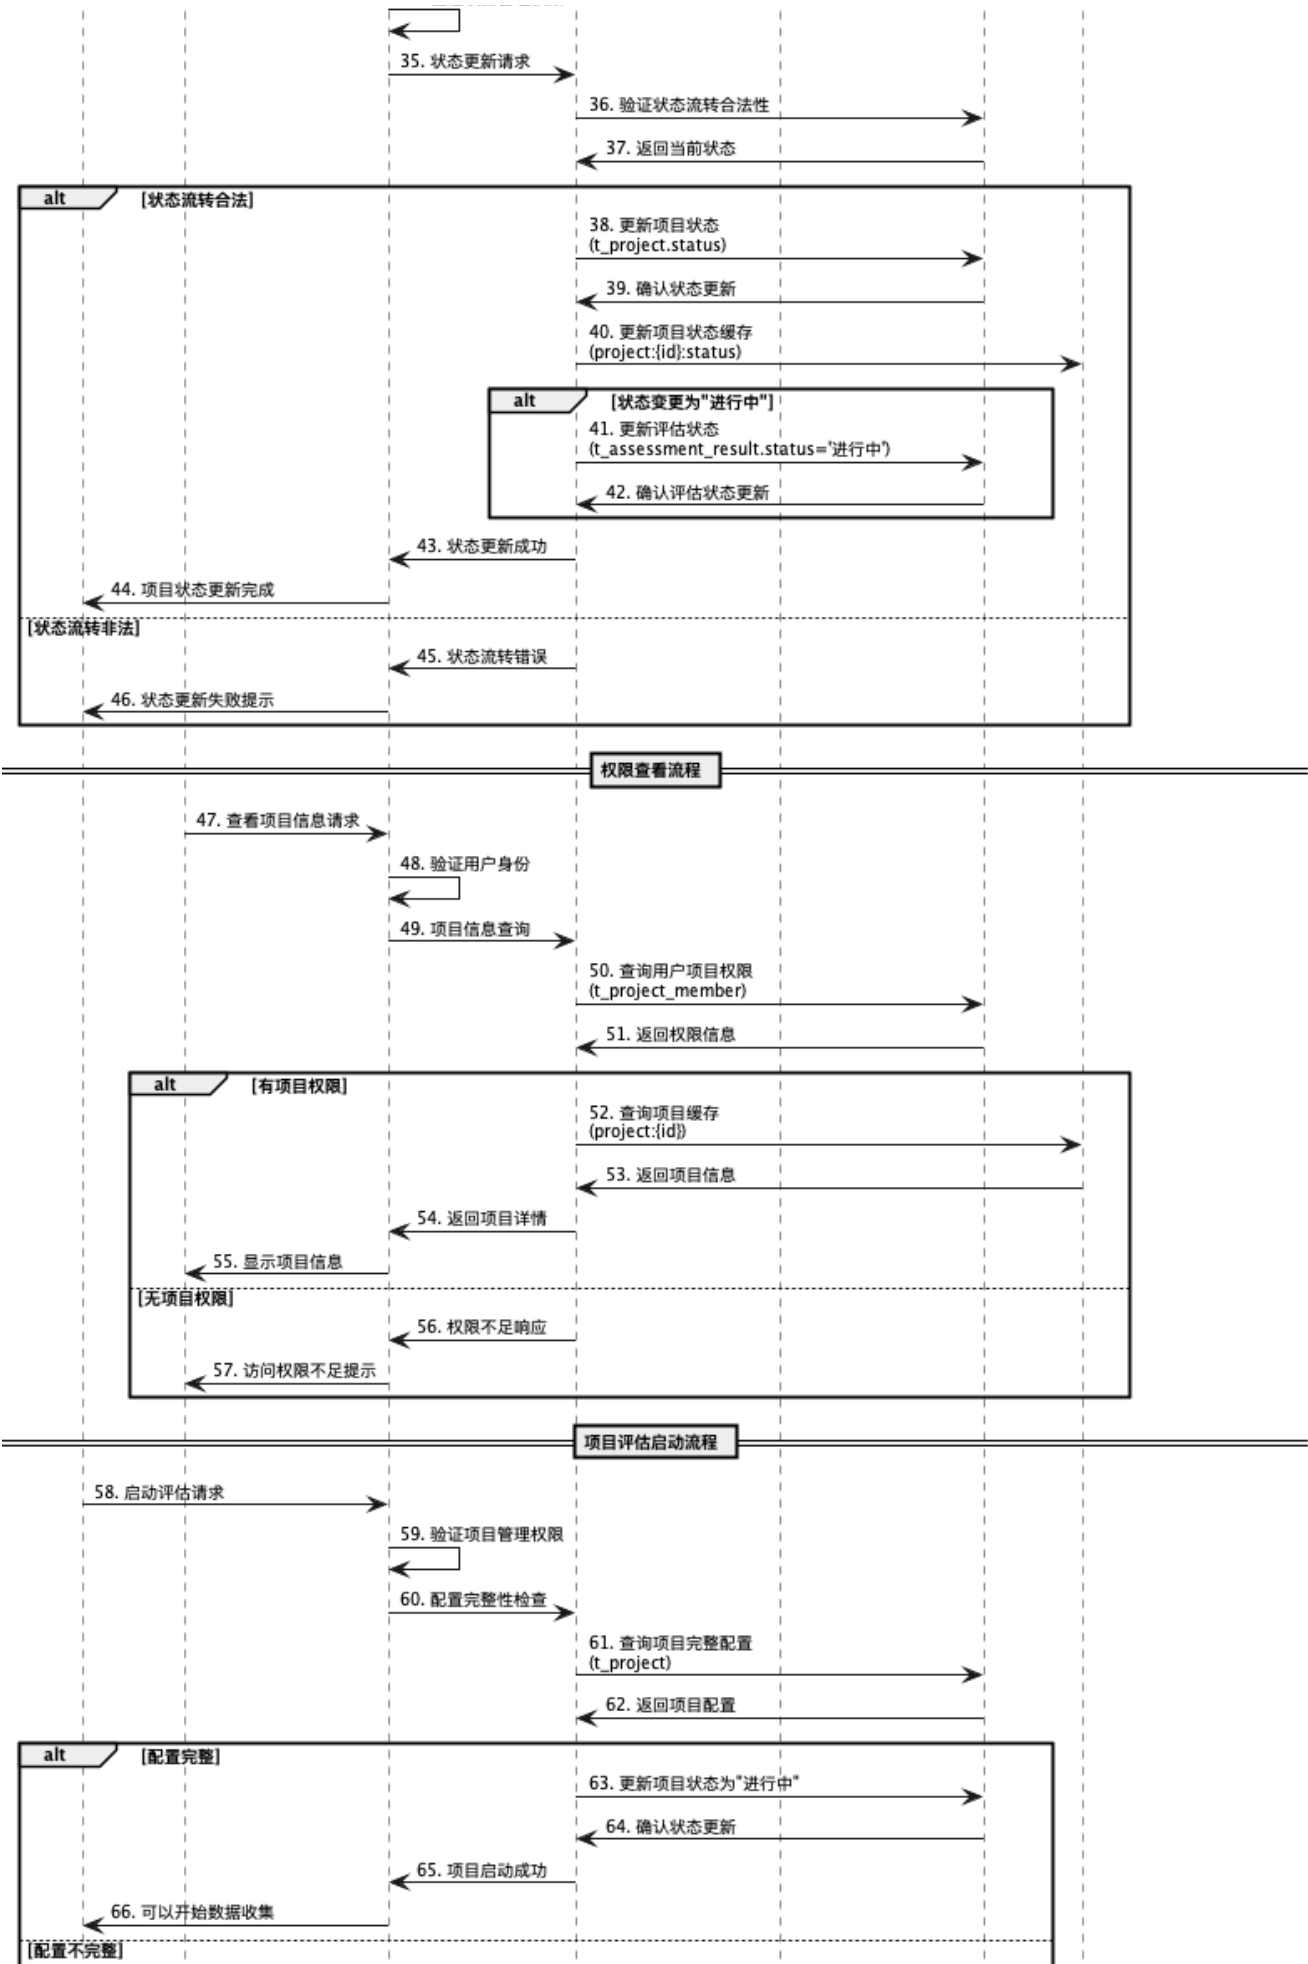 35. 状态更新请求
36. 验证状态流转合法性
37. 返回当前状态
alt [状态流转合法]
38. 更新项目状态
(t_project.status)
39. 确认状态更新
40. 更新项目状态缓存
(project:{id}:status)
alt [状态变更为"进行中"]
41. 更新评估状态
(t_assessment_result.status='进行中')
42. 确认评估状态更新
43. 状态更新成功
44. 项目状态更新完成
[状态流转非法]
45. 状态流转错误
46. 状态更新失败提示
权限查看流程
47. 查看项目信息请求
48. 验证用户身份
49. 项目信息查询
50. 查询用户项目权限
(t_project_member)
51. 返回权限信息
alt [有项目权限]
52. 查询项目缓存
(project:{id})
53. 返回项目信息
54. 返回项目详情
55. 显示项目信息
[无项目权限]
56. 权限不足响应
57. 访问权限不足提示
项目评估启动流程
58. 启动评估请求
59. 验证项目管理权限
60. 配置完整性检查
61. 查询项目完整配置
(t_project)
62. 返回项目配置
alt [配置完整]
63. 更新项目状态为"进行中"
64. 确认状态更新
65. 项目启动成功
66. 可以开始数据收集
[配置不完整]